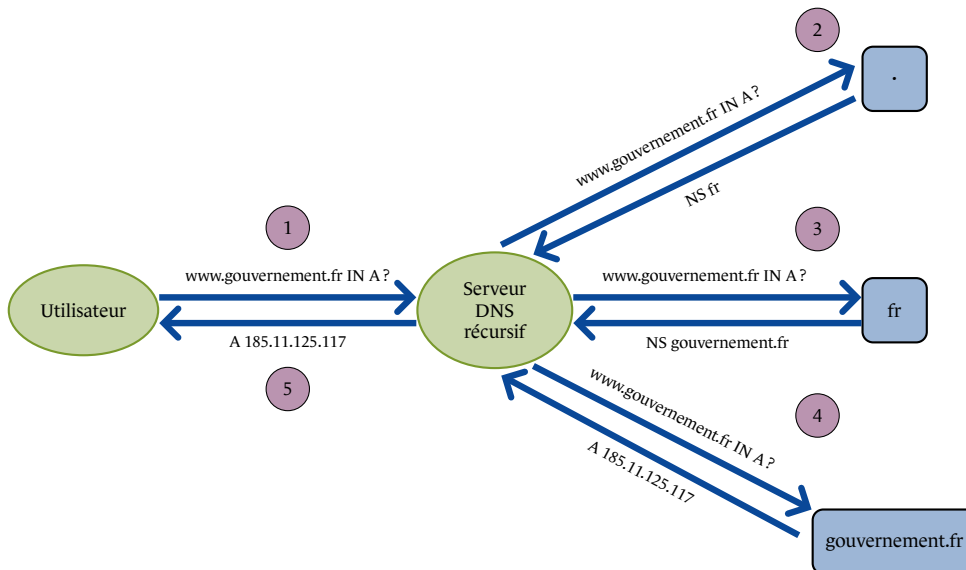 2
.
www.gouvernement.fr IN A ?
NS fr
1
3
www.gouvernement.fr IN A ?
www.gouvernement.fr IN A ?
Utilisateur
Serveur
DNS
récursif
fr
A 185.11.125.117
NS gouvernement.fr
5
4
www.gouvernement.fr IN A ?
A 185.11.125.117
gouvernement.fr